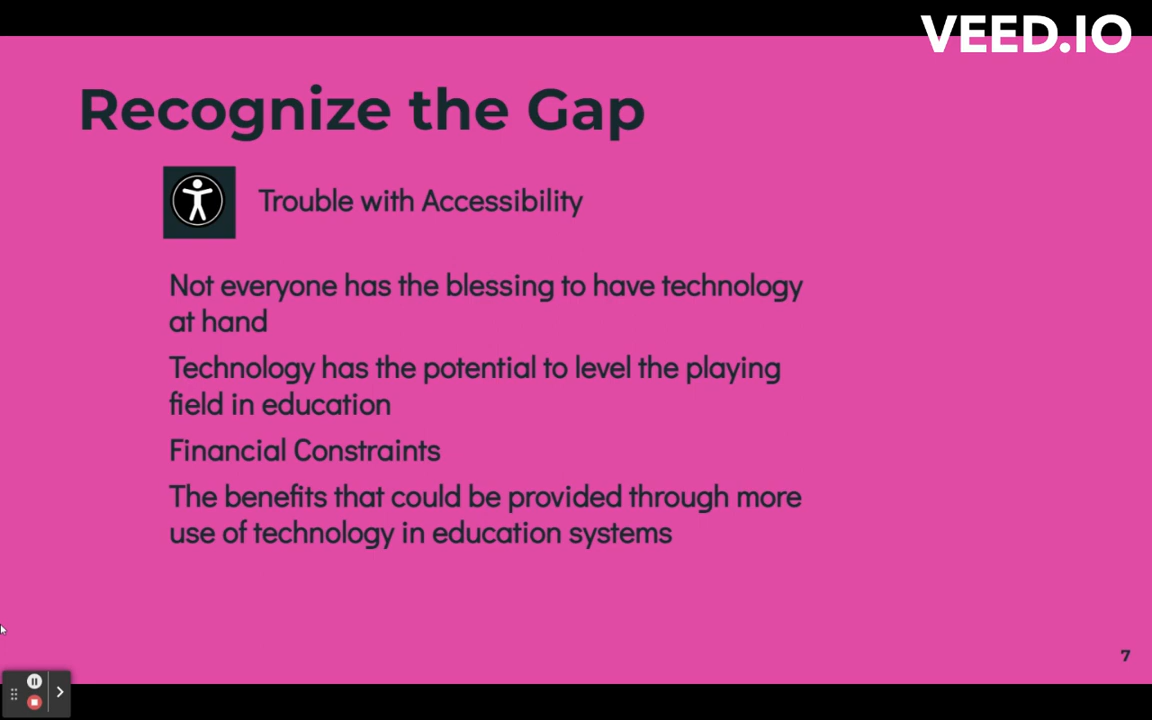 VEED.IO
Recognize the Gap
Trouble with Accessibility
Not everyone has the blessing to have technology
at hand
Technology has the potential to level the playing
field in education
Financial Constraints
The benefits that could be provided through more
use of technology in education systems
7